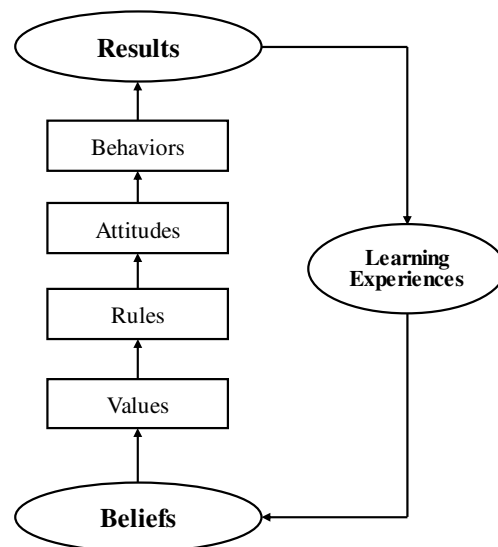 Results
Behaviors
Attitudes
Learning
Experiences
Rules
Values
Beliefs